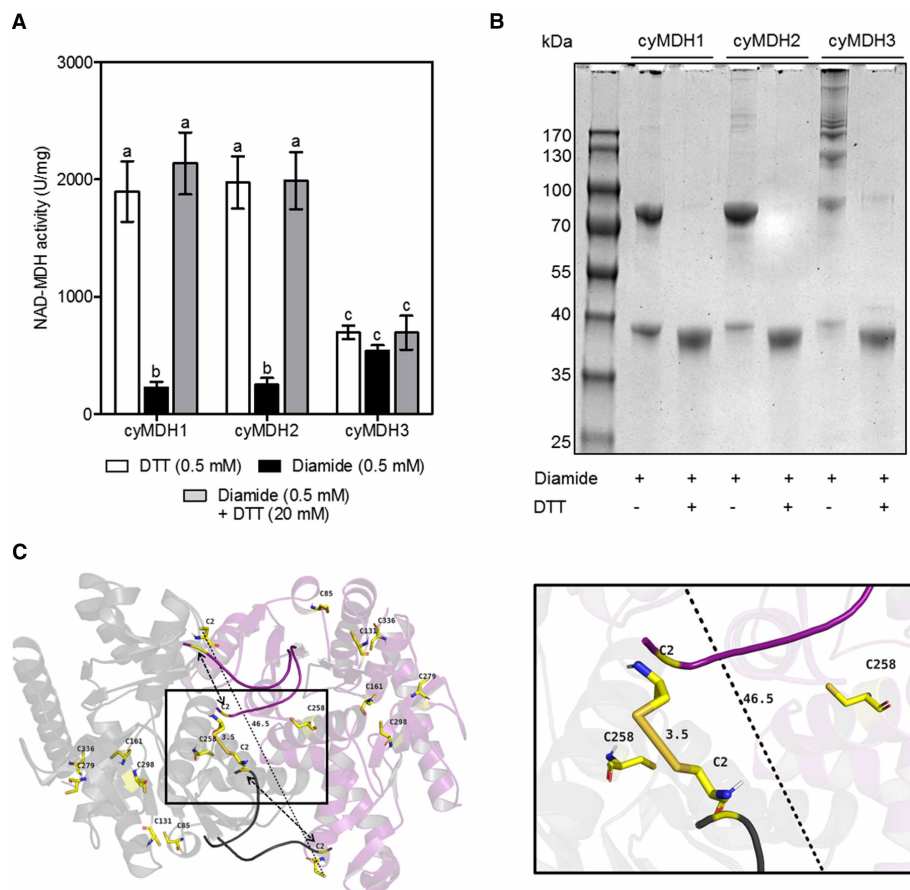 A
NAD-MDH activity (U/mg)
3000
2000
1000
0
a
b
a
a
b
a
c
c
c
cyMDH1 cyMDH2 cyMDH3
DTT (0.5 mM) Diamide (0.5 mM)
Diamide (0.5 mM)
+ DTT (20 mM)
B
kDa cyMDH1 cyMDH2 cyMDH3
170
130
100
70
55
40
35
25
Diamide + + + + + +
DTT - + - + - +
C
C2
C85
C131
C336
C279
C161
C298
C258
46.5
C2
3.5
C258
C2
C336
C279
C161
C298
C131
C85
C2
C2
C258
46.5
3.5
C258
C2